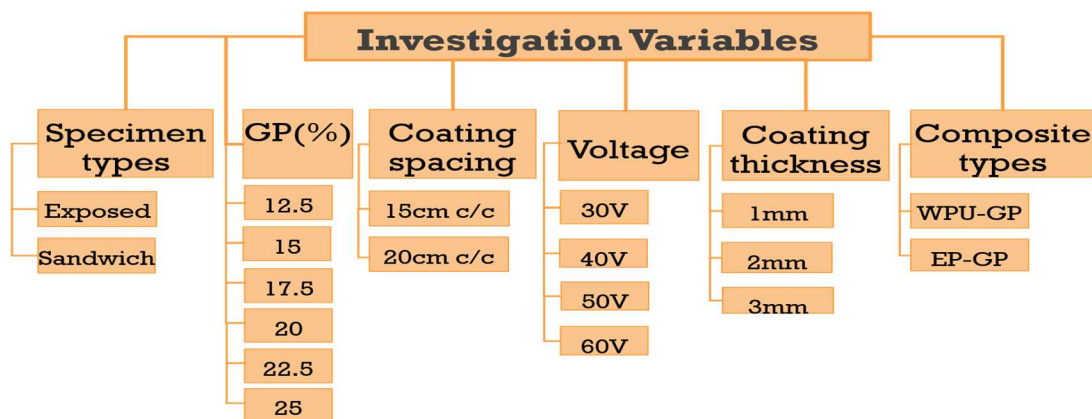 Investigation Variables
Specimen
types
Exposed
Sandwich
GP(%)
12.5
15
17.5
20
22.5
25
Coating
spacing
15cm c/c
20cm c/c
Voltage
30V
40V
50V
60V
Coating
thickness
1mm
2mm
3mm
Composite
types
WPU-GP
EP-GP